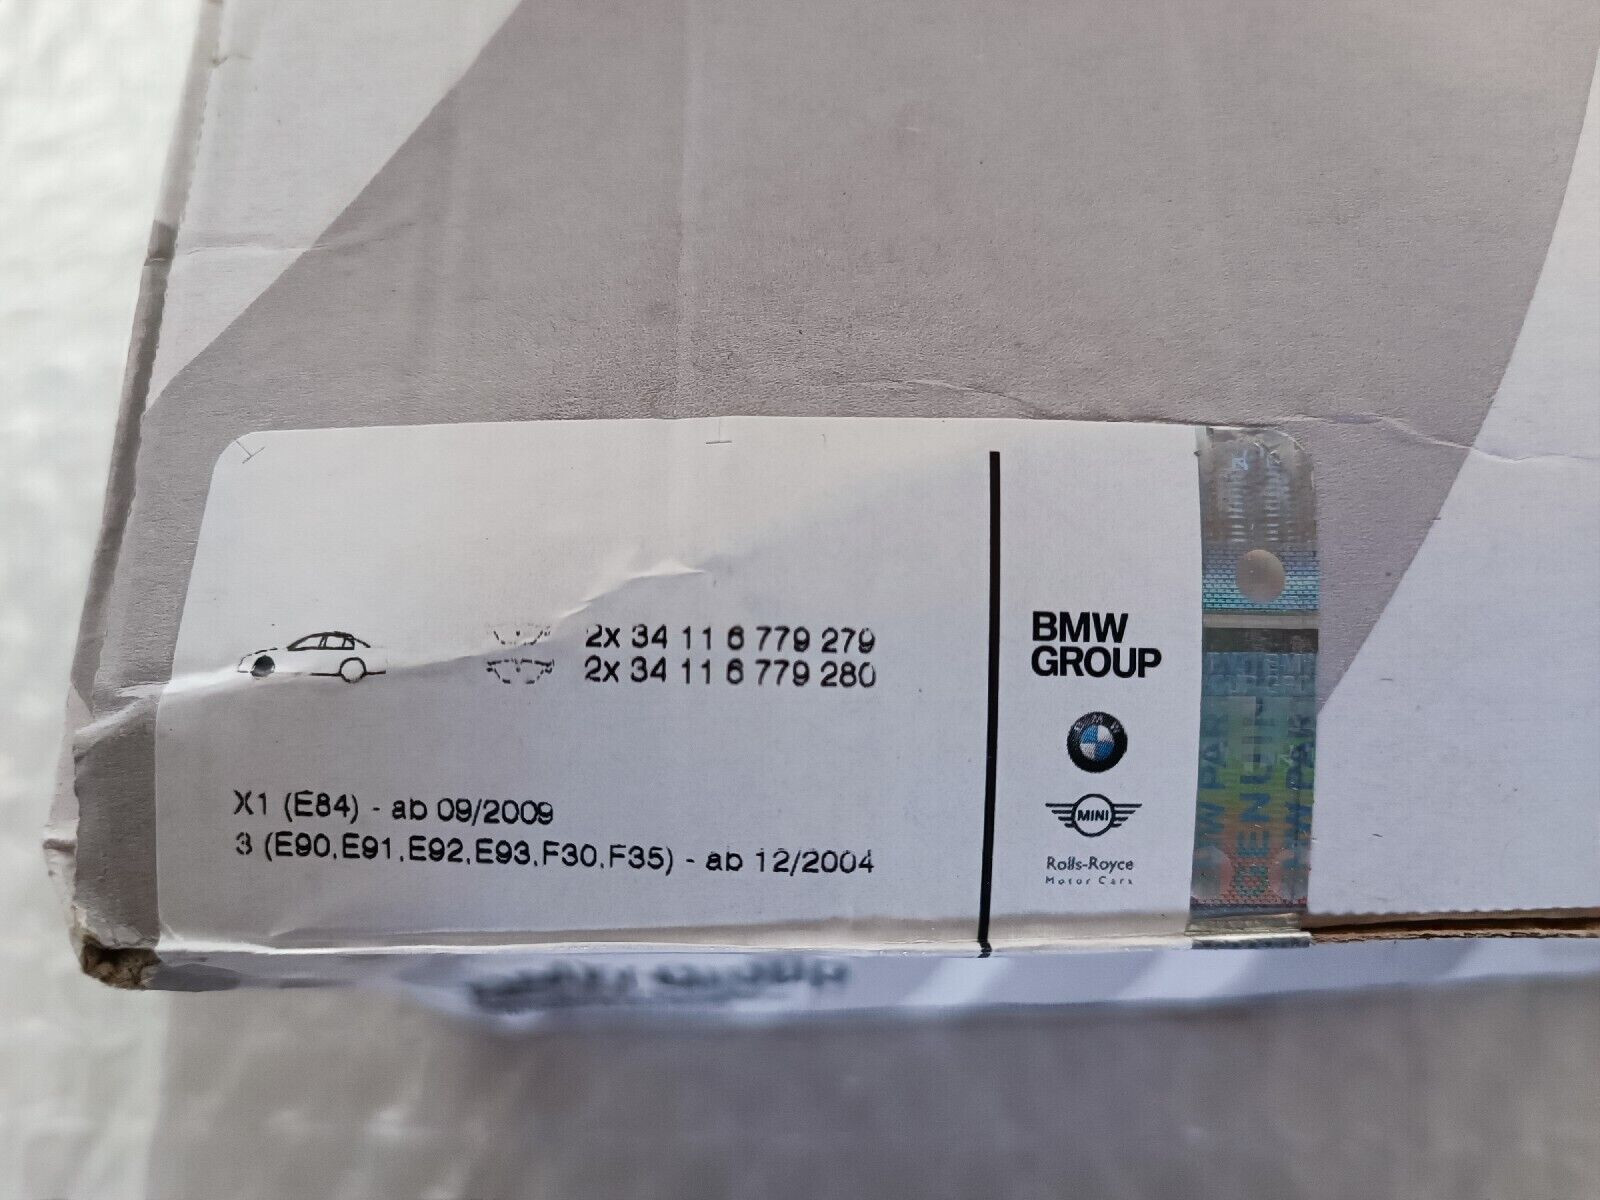 2x 34 11 6 779 279
2x 34 11 6 779 280
X1 (E84) - ab 09/2009
3 (E90,E91,E92,E93,F30,F35) - ab 12/2004
BMW
GROUP
MINI
Rolls-Royce
Motor Cars
GENUINE